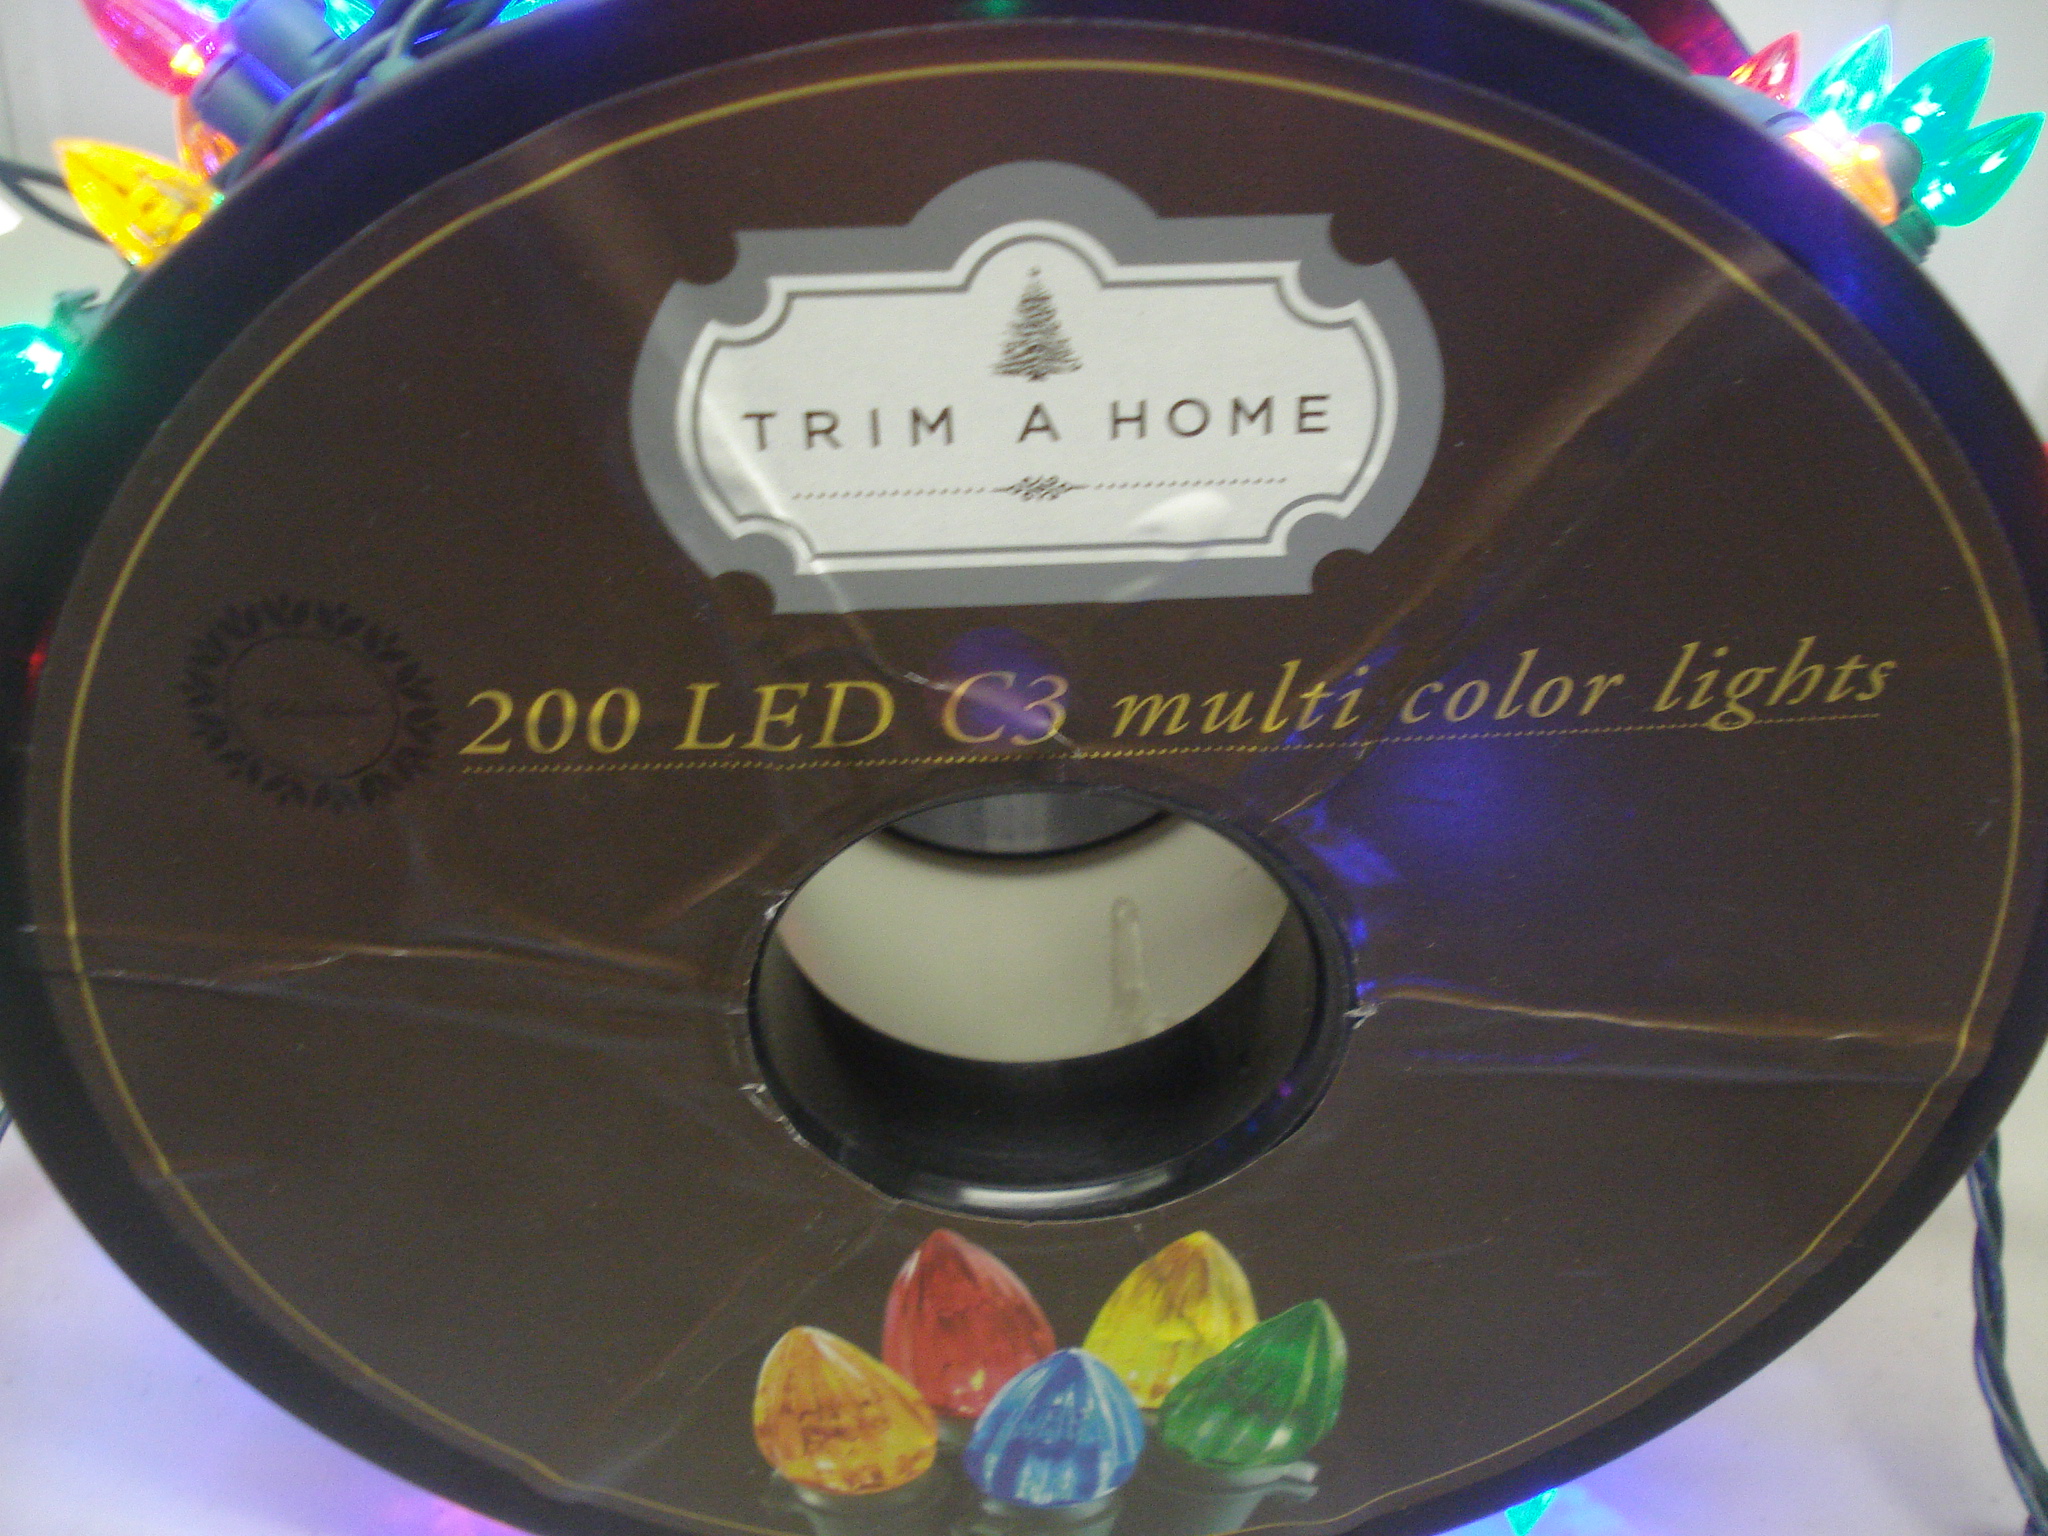 TRIM A HOME
200 LED C3 multi color lights